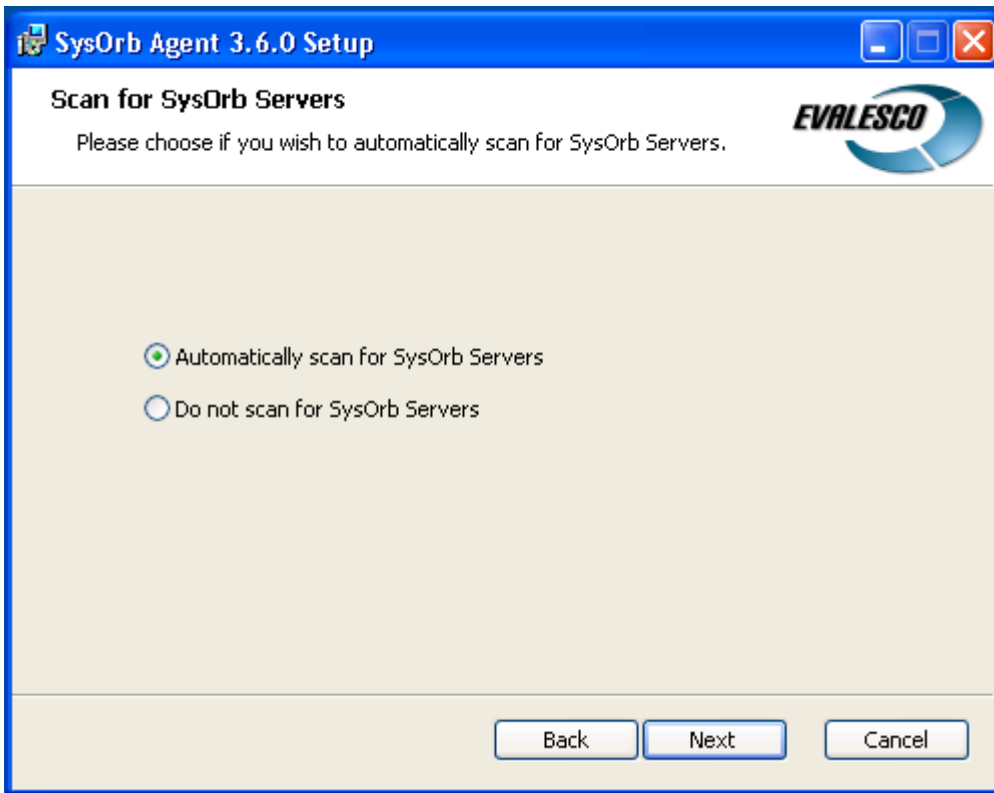 SysOrb Agent 3.6.0 Setup
Scan for SysOrb Servers
Please choose if you wish to automatically scan for SysOrb Servers.
EVALESCO
Automatically scan for SysOrb Servers
Do not scan for SysOrb Servers
Back
Next
Cancel